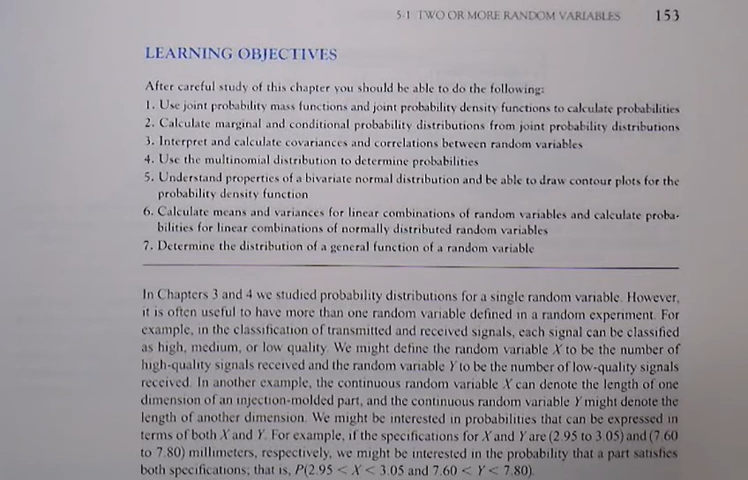 5-1 TWO OR MORE RANDOM VARIABLES 153
LEARNING OBJECTIVES
After careful study of this chapter you should be able to do the following:
1. Use joint probability mass functions and joint probability density functions to calculate probabilities
2. Calculate marginal and conditional probability distributions from joint probability distributions
3. Interpret and calculate covariances and correlations between random variables
4. Use the multinomial distribution to determine probabilities
5. Understand properties of a bivariate normal distribution and be able to draw contour plots for the
probability density function
6. Calculate means and variances for linear combinations of random variables and calculate proba-
bilities for linear combinations of normally distributed random variables
7. Determine the distribution of a general function of a random variable
In Chapters 3 and 4 we studied probability distributions for a single random variable. However,
it is often useful to have more than one random variable defined in a random experiment. For
example, in the classification of transmitted and received signals, each signal can be classified
as high, medium, or low quality. We might define the random variable X to be the number of
high-quality signals received and the random variable Y to be the number of low-quality signals
received. In another example, the continuous random variable X can denote the length of one
dimension of an injection-molded part, and the continuous random variable Y might denote the
length of another dimension. We might be interested in probabilities that can be expressed in
terms of both X and Y. For example, if the specifications for X and Y are (2.95 to 3.05) and (7.60
to 7.80) millimeters, respectively, we might be interested in the probability that a part satisfies
both specifications; that is, P(2.95 < X < 3.05 and 7.60 < Y < 7.80).